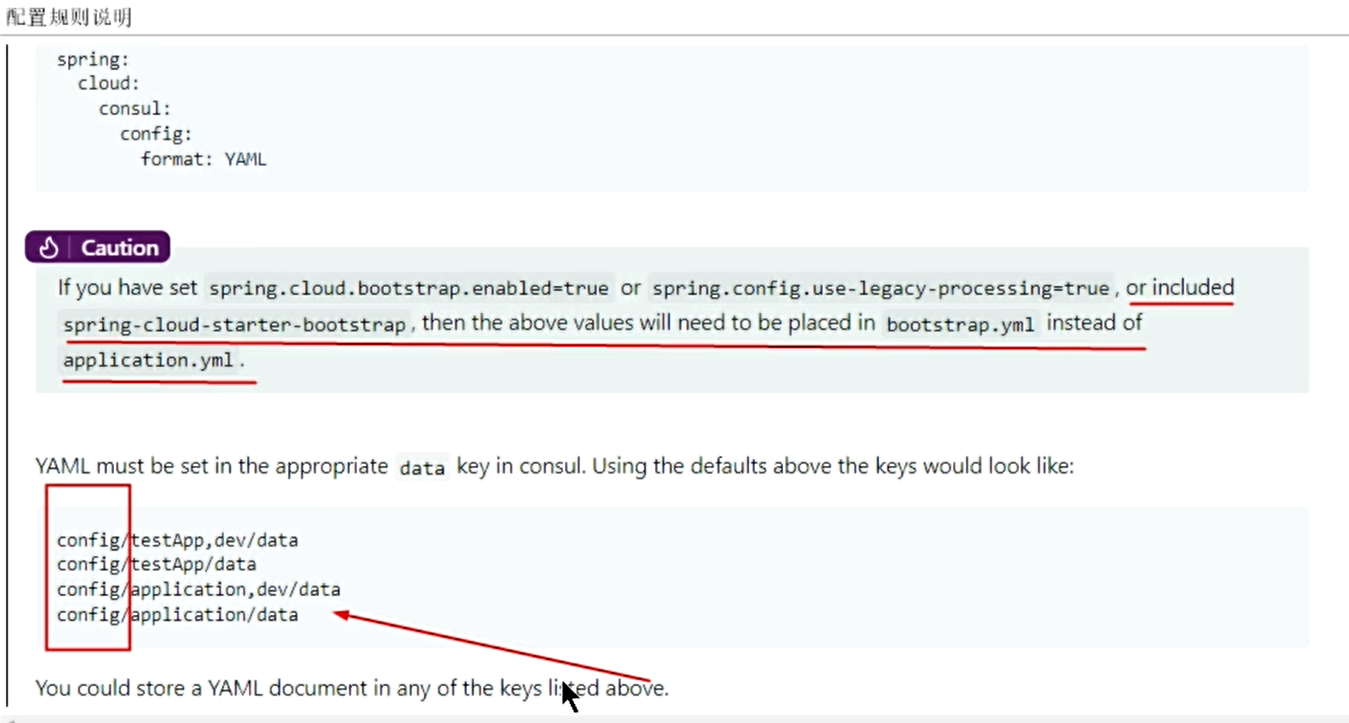 配置规则说明
spring:
  cloud:
    consul:
      config:
        format: YAML
Caution
If you have set spring.cloud.bootstrap.enabled=true or spring.config.use-legacy-processing=true, or included
spring-cloud-starter-bootstrap, then the above values will need to be placed in bootstrap.yml instead of
application.yml.
YAML must be set in the appropriate data key in consul. Using the defaults above the keys would look like:
config/testApp,dev/data
config/testApp/data
config/application,dev/data
config/application/data
You could store a YAML document in any of the keys listed above.